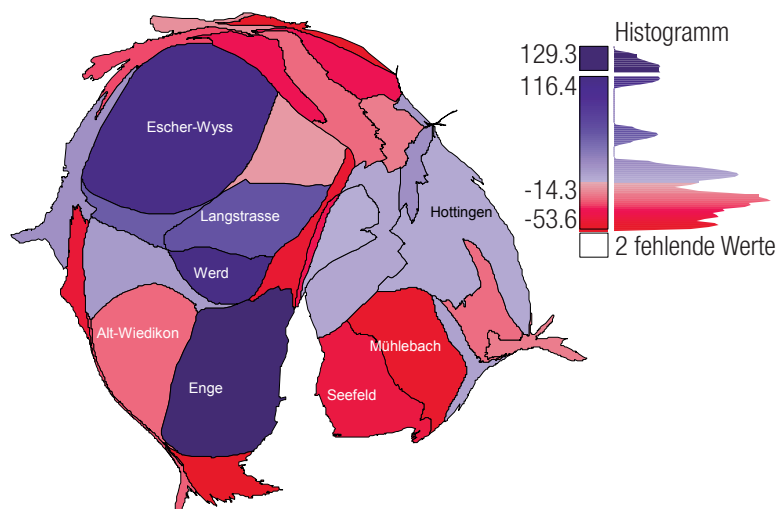 Histogramm
129.3
116.4
-14.3
-53.6
2 fehlende Werte
Escher-Wyss
Langstrasse
Hottingen
Werd
Alt-Wiedikon
Mühlebach
Enge
Seefeld